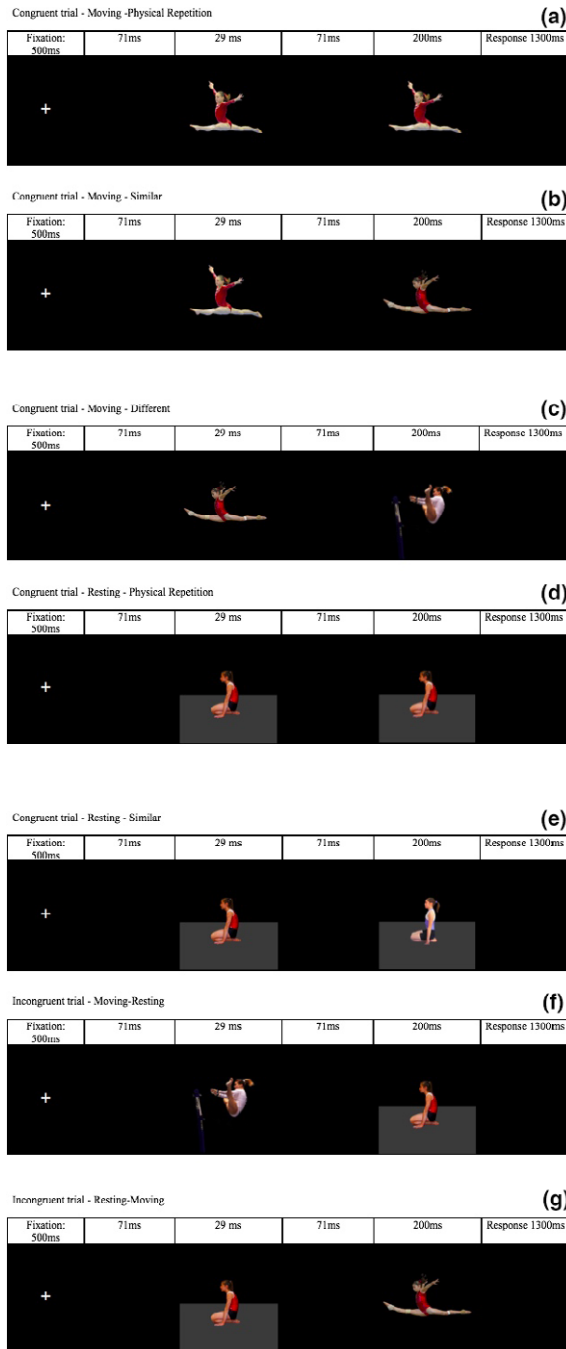 Congruent trial - Moving -Physical Repetition (a)
Fixation: 71ms 29 ms 71ms 200ms Response 1300ms
500ms
Congruent trial - Moving - Similar (b)
Fixation: 71ms 29 ms 71ms 200ms Response 1300ms
500ms
Congruent trial - Moving - Different (c)
Fixation: 71ms 29 ms 71ms 200ms Response 1300ms
500ms
Congruent trial - Resting - Physical Repetition (d)
Fixation: 71ms 29 ms 71ms 200ms Response 1300ms
500ms
Congruent trial - Resting - Similar (e)
Fixation: 71ms 29 ms 71ms 200ms Response 1300ms
500ms
Incongruent trial - Moving-Resting (f)
Fixation: 71ms 29 ms 71ms 200ms Response 1300ms
500ms
Incongruent trial - Resting-Moving (g)
Fixation: 71ms 29 ms 71ms 200ms Response 1300ms
500ms